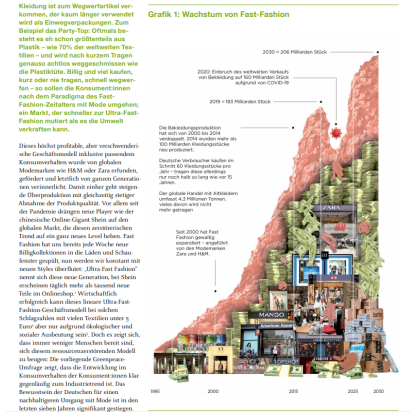 Kleidung ist zum Wegwerfartikel ver-
kommen, der kaum länger verwendet
wird als Einwegverpackungen. Zum
Beispiel das Party-Top: Oftmals be-
steht es eh schon größtenteils aus
Plastik – wie 70% der weltweiten Tex-
tilien – und wird nach kurzem Tragen
genauso achtlos weggeschmissen wie
die Plastiktüte. Billig und viel kaufen,
kurz oder nie tragen, schnell wegwer-
fen – so sollen die Konsument:innen
nach dem Paradigma des Fast-
Fashion-Zeitalters mit Mode umgehen;
ein Markt, der schneller zur Ultra-Fast-
Fashion mutiert als es die Umwelt
verkraften kann.
Dieses höchst profitable, aber verschwenderi-
sche Geschäftsmodell inklusive passendem
Konsumverhalten wurde von globalen
Modemarken wie H&M oder Zara erfunden,
gefördert und letztlich von ganzen Generatio-
nen verinnerlicht. Damit einher geht steigen-
de Überproduktion mit gleichzeitig stetiger
Abnahme der Produktqualität. Vor allem seit
der Pandemie drängen neue Player wie der
chinesische Online-Gigant Shein auf den
globalen Markt, die diesen zerstörerischen
Trend auf ein ganz neues Level heben. Fast
Fashion hat uns bereits jede Woche neue
Billigkollektionen in die Läden und Schau-
fenster gespült, nun werden wir konstant mit
neuen Styles überflutet: „Ultra-Fast Fashion"
nennt sich diese neue Generation, bei Shein
erscheinen täglich mehr als tausend neue
Teile im Onlineshop.¹ Wirtschaftlich
erfolgreich kann dieses lineare Ultra-Fast-
Fashion-Geschäftsmodell bei solchen
Schlagzahlen mit vielen Textilien unter 5
Euro² aber nur aufgrund ökologischer und
sozialer Ausbeutung sein. Doch es zeigt sich,
dass immer weniger Menschen bereit sind,
sich diesem ressourcenzerstörenden Modell
zu beugen: Die vorliegende Greenpeace-
Umfrage zeigt, dass die Entwicklung im
Konsumverhalten der Konsument:innen klar
gegenläufig zum Industrietrend ist. Das
Bewusstsein der Deutschen für einen
nachhaltigeren Umgang mit Mode ist in den
letzten sieben Jahren signifikant gestiegen.
Grafik 1: Wachstum von Fast-Fashion
2030 = 206 Milliarden Stück
2020: Einbruch des weltweiten Verkaufs
von Bekleidung auf 160 Milliarden Stück
aufgrund von COVID-19
2019 = 183 Milliarden Stück
Die Bekleidungsproduktion
hat sich von 2000 bis 2014
verdoppelt. 2014 wurden mehr als
100 Milliarden Kleidungsstücke
neu produziert.
Deutsche Verbraucher kaufen im
Schnitt 60 Kleidungsstücke pro
Jahr – tragen diese allerdings
nur noch halb so lang wie vor 15
Jahren.
Der globale Handel mit Altkleidern
umfasst 4,3 Millionen Tonnen,
vieles davon wird nicht
mehr getragen
Seit 2000 hat Fast
Fashion gewaltig
expandiert – angeführt
von den Modemarken
Zara und H&M.
ZARA
MANGO
American Apparel
1995
2000
2015
2020
2030